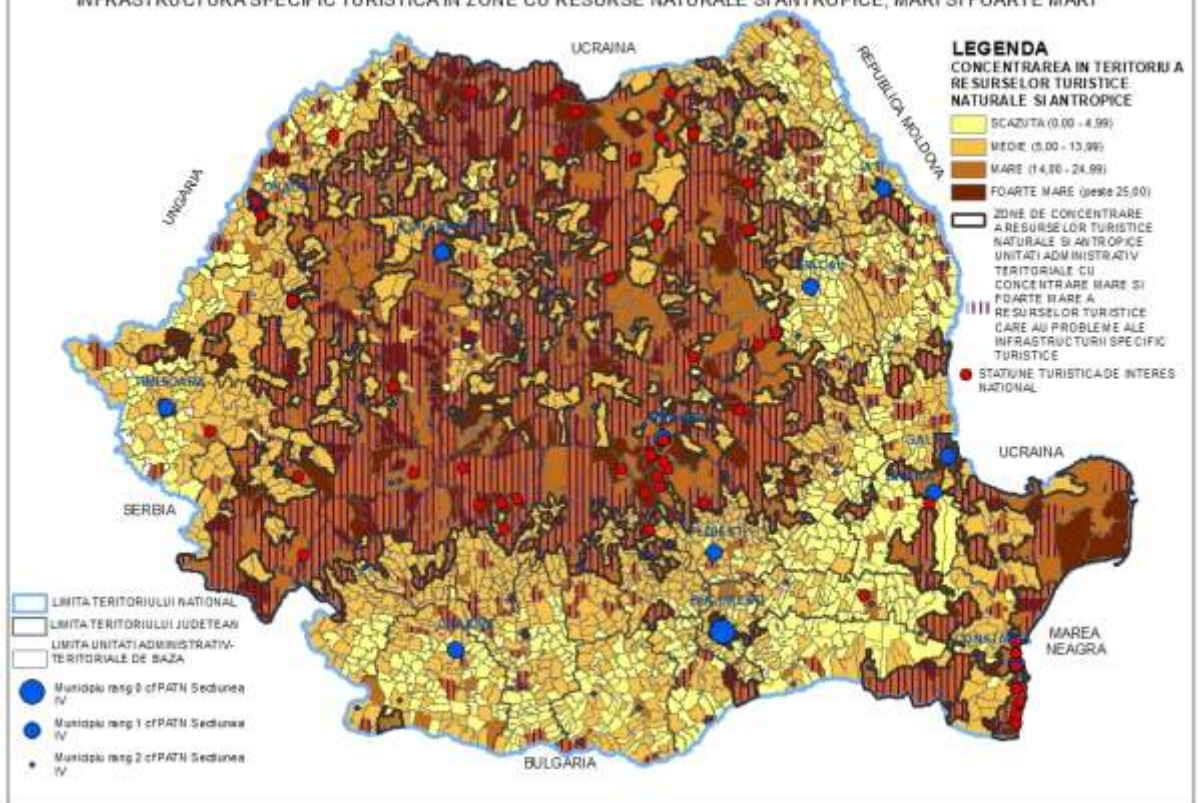 INFRASTRUCTURA SPECIFIC TURISTICA IN ZONE CU RESURSE NATURALE SI ANTROPICE, MARI SI FOARTE MARI
UCRAINA
REPUBLICA MOLDOVA
UNGARIA
LEGENDA
CONCENTRAREA IN TERITORIU A
RESURSELOR TURISTICE
NATURALE SI ANTROPICE
SCAZUTA (0,00 - 4,99)
MEDIE (5,00 - 13,99)
MARE (14,00 - 24,99)
FOARTE MARE (peste 25,00)
ZONE DE CONCENTRARE
A RESURSELOR TURISTICE
NATURALE SI ANTROPICE
UNITATI ADMINISTRATIV
TERITORIALE CU
CONCENTRARE MARE SI
FOARTE MARE A
RESURSELOR TURISTICE
CARE AU PROBLEME ALE
INFRASTRUCTURII SPECIFIC
TURISTICE
STATIUNE TURISTICA DE INTERES
NATIONAL
TIMISOARA
UCRAINA
SERBIA
MAREA
NEAGRA
BULGARIA
LIMITA TERITORIULUI NATIONAL
LIMITA TERITORIULUI JUDETEAN
LIMITA UNITATI ADMINISTRATIV-
TERITORIALE DE BAZA
Municipiu rang 0 cf PATN Sectiunea
IV
Municipiu rang 1 cf PATN Sectiunea
IV
Municipiu rang 2 cf PATN Sectiunea
IV